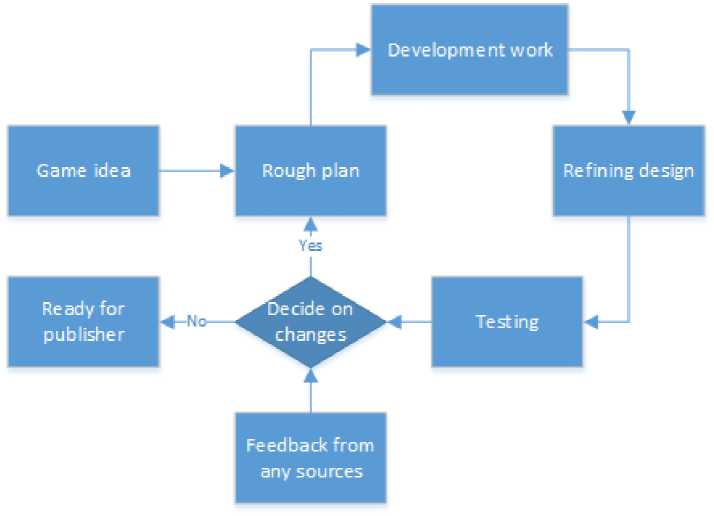 Development work
Game idea
Rough plan
Refining design
Yes
Ready for
publisher
No
Decide on
changes
Testing
Feedback from
any sources